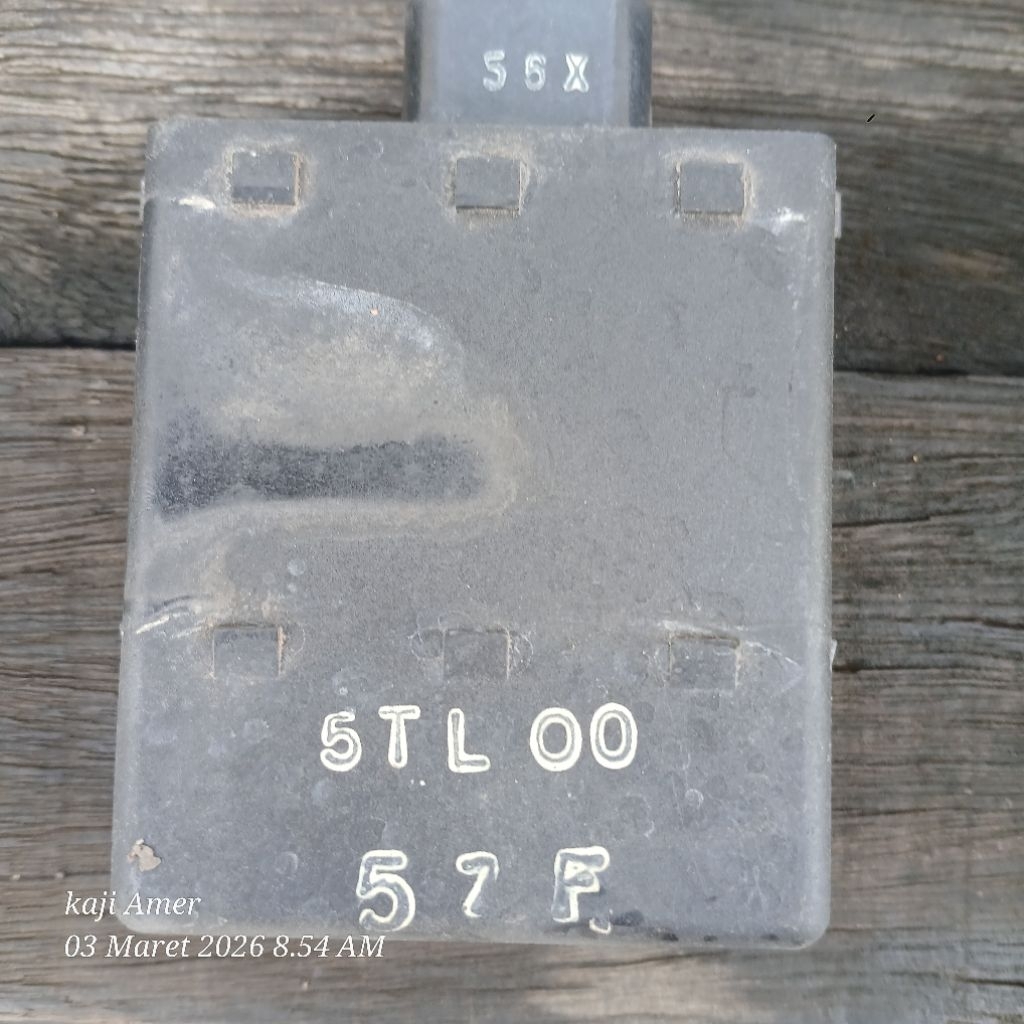 56X
5TL 00
57F
kaji Amer
03 Maret 2026 8.54 AM